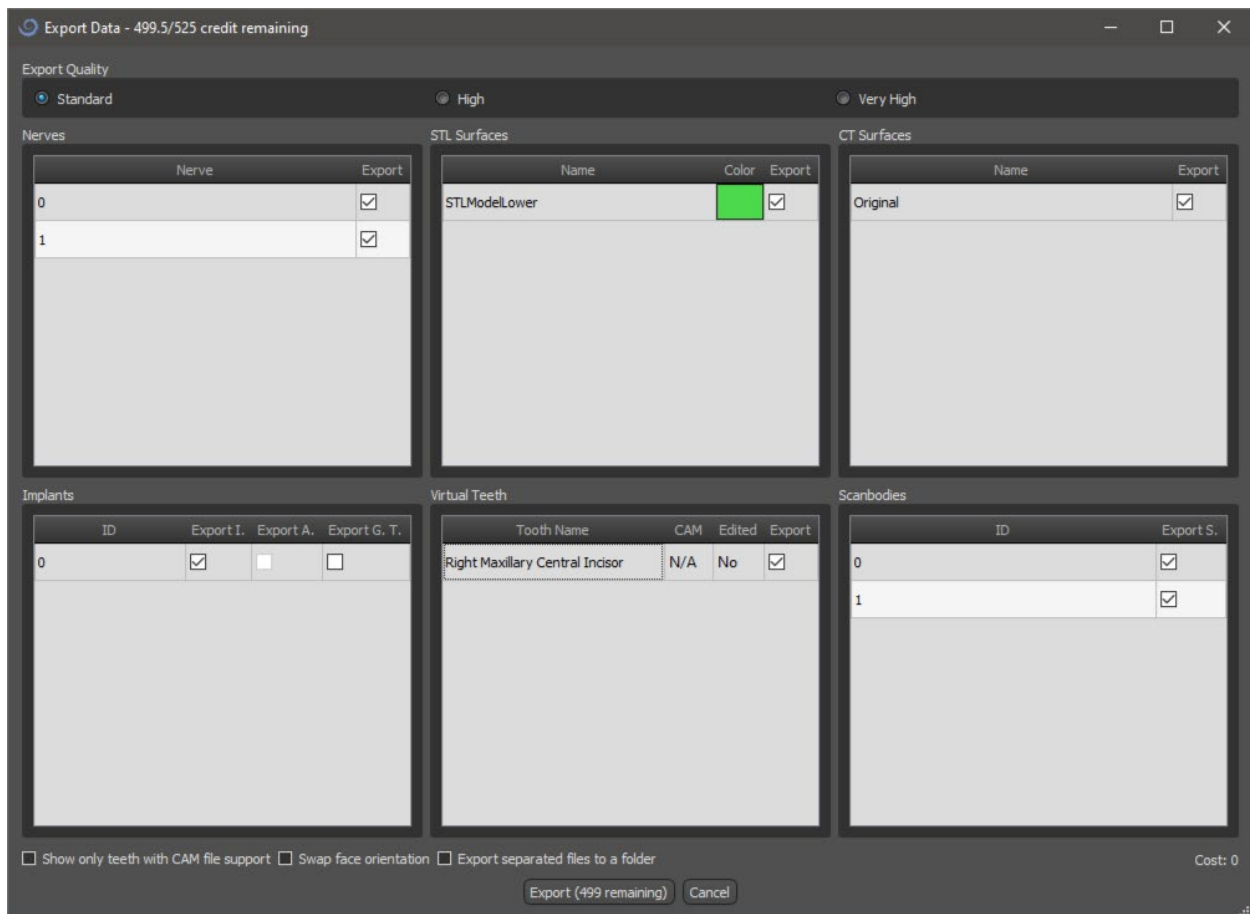 Export Data - 499.5/525 credit remaining
Export Quality
Standard High Very High
Nerves STL Surfaces CT Surfaces
Nerve Export Name Color Export Name Export
0 STLModelLower Original
1
Implants Virtual Teeth Scanbodies
ID Export I. Export A. Export G. T. Tooth Name CAM Edited Export ID Export S.
0 Right Maxillary Central Incisor N/A No 0
1
Show only teeth with CAM file support Swap face orientation Export separated files to a folder Cost: 0
Export (499 remaining) Cancel